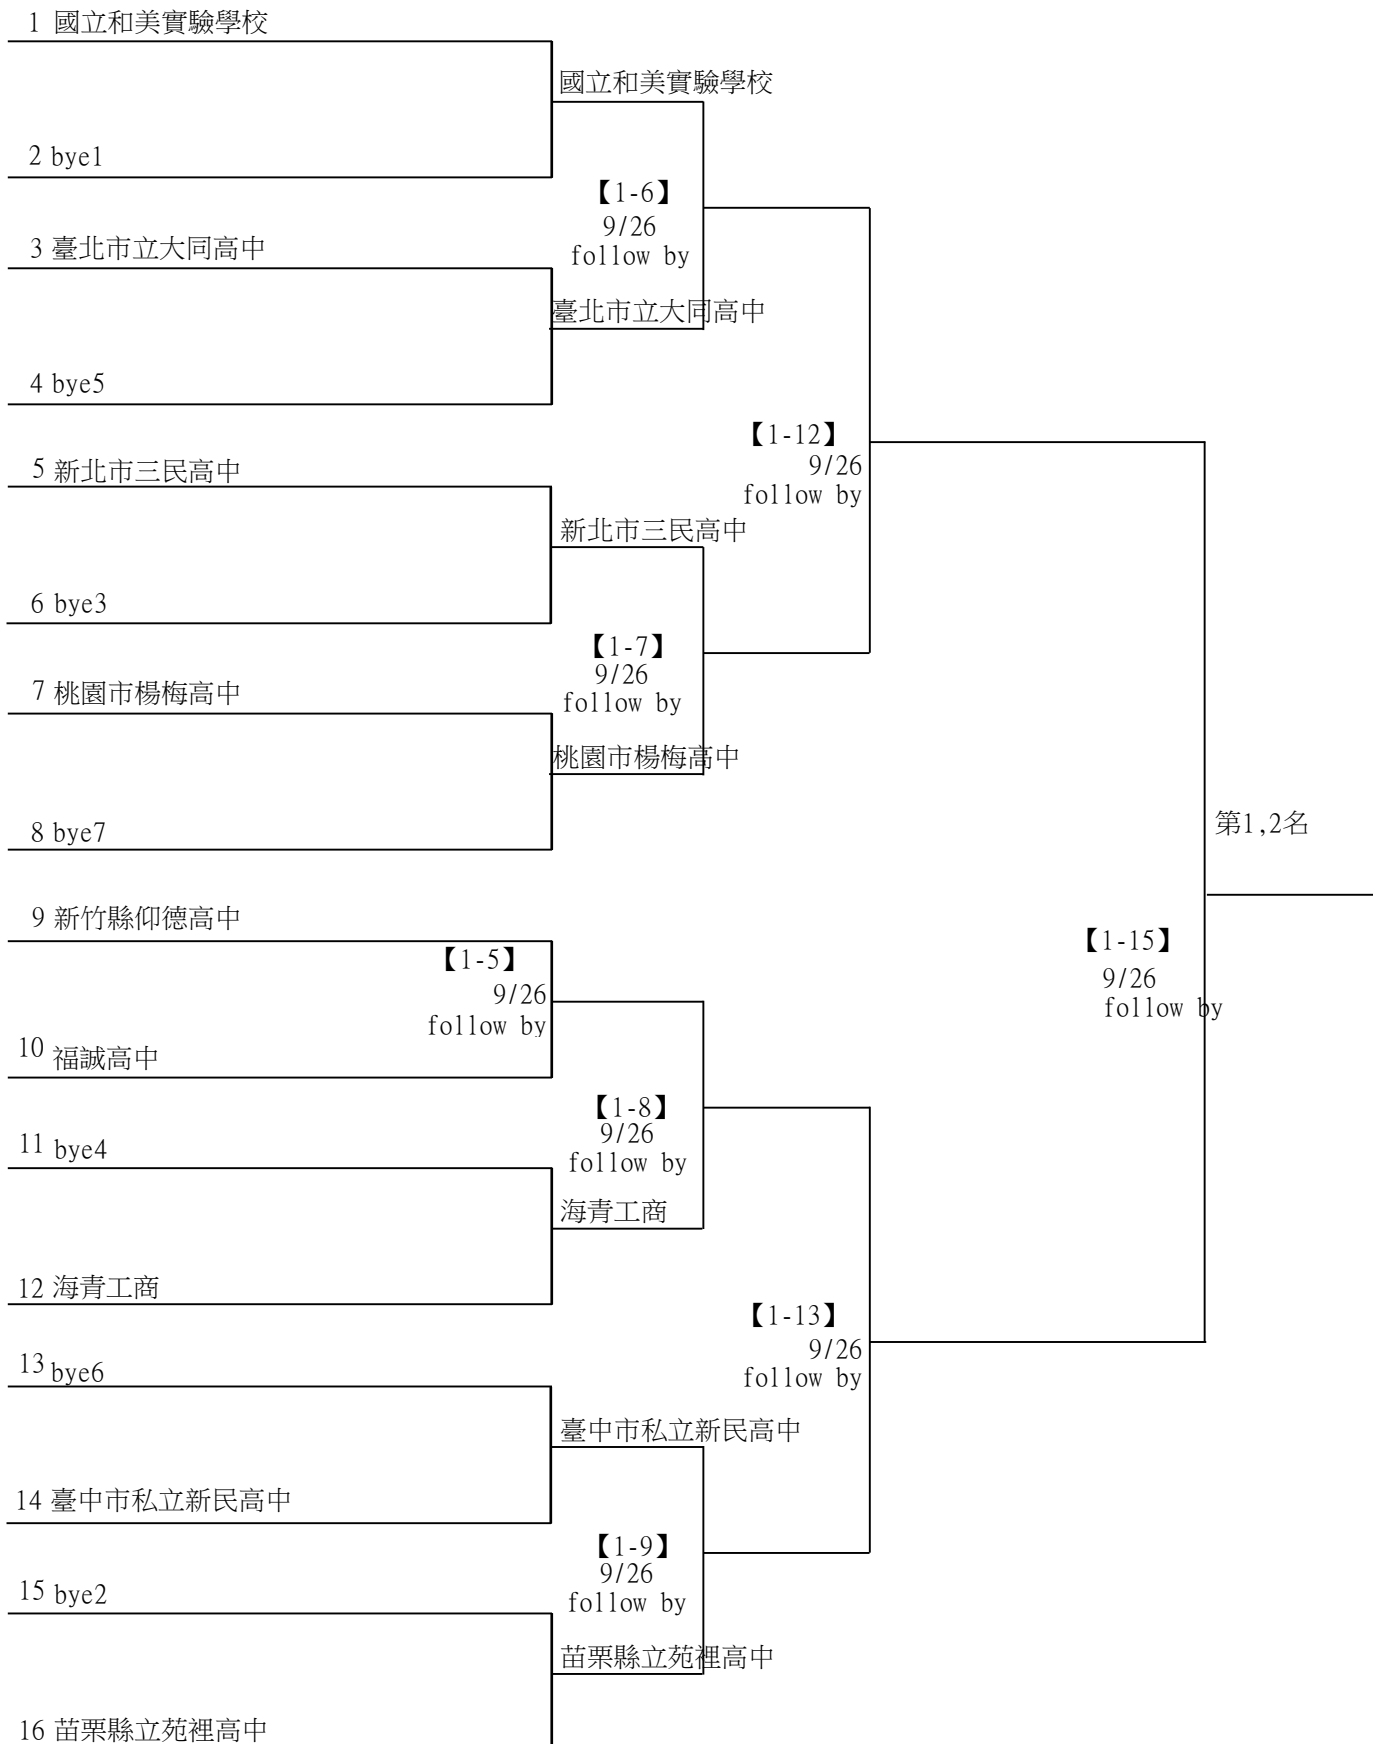 1 國立和美實驗學校
國立和美實驗學校
2 bye1
【1-6】
9/26
follow by
3 臺北市立大同高中
臺北市立大同高中
4 bye5
【1-12】
9/26
follow by
5 新北市三民高中
新北市三民高中
6 bye3
【1-7】
9/26
follow by
7 桃園市楊梅高中
桃園市楊梅高中
8 bye7
第1,2名
9 新竹縣仰德高中
【1-5】
9/26
follow by
【1-15】
9/26
follow by
10 福誠高中
【1-8】
9/26
follow by
11 bye4
海青工商
12 海青工商
【1-13】
9/26
follow by
13 bye6
臺中市私立新民高中
14 臺中市私立新民高中
【1-9】
9/26
follow by
15 bye2
苗栗縣立苑裡高中
16 苗栗縣立苑裡高中